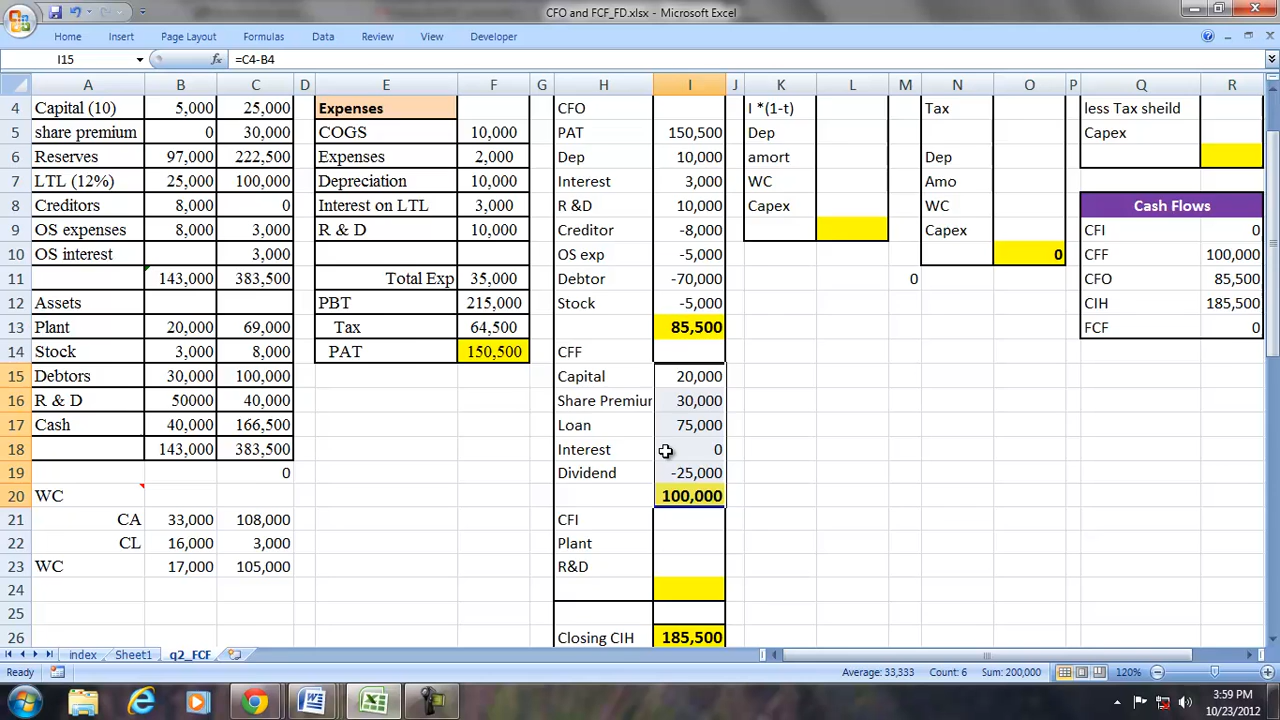 CFO and FCF_FD.xlsx - Microsoft Excel
Home Insert Page Layout Formulas Data Review View Developer
I15 fx =C4-B4
A B C D E F G H I J K L M N O P Q R
4 Capital (10) 5,000 25,000 Expenses CFO I *(1-t) Tax less Tax sheild
5 share premium 0 30,000 COGS 10,000 PAT 150,500 Dep Capex
6 Reserves 97,000 222,500 Expenses 2,000 Dep 10,000 amort Dep
7 LTL (12%) 25,000 100,000 Depreciation 10,000 Interest 3,000 WC Amo
8 Creditors 8,000 0 Interest on LTL 3,000 R &D 10,000 Capex WC Cash Flows
9 OS expenses 8,000 3,000 R & D 10,000 Creditor -8,000 Capex CFI 0
10 OS interest 3,000 OS exp -5,000 0 CFF 100,000
11 143,000 383,500 Total Exp 35,000 Debtor -70,000 0 CFO 85,500
12 Assets PBT 215,000 Stock -5,000 CIH 185,500
13 Plant 20,000 69,000 Tax 64,500 85,500 FCF 0
14 Stock 3,000 8,000 PAT 150,500 CFF
15 Debtors 30,000 100,000 Capital 20,000
16 R & D 50000 40,000 Share Premiur 30,000
17 Cash 40,000 166,500 Loan 75,000
18 143,000 383,500 Interest 0
19 0 Dividend -25,000
20 WC 100,000
21 CA 33,000 108,000 CFI
22 CL 16,000 3,000 Plant
23 WC 17,000 105,000 R&D
24
25
26 Closing CIH 185,500
index Sheet1 q2_FCF
Ready Average: 33,333 Count: 6 Sum: 200,000 120%
3:59 PM
10/23/2012